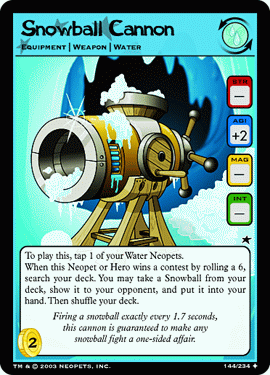 Snowball Cannon
Equipment | Weapon | Water
STR
–
AGI
+2
MAG
–
INT
–
To play this, tap 1 of your Water Neopets.
When this Neopet or Hero wins a contest by rolling a 6,
search your deck. You may take a Snowball from your
deck, show it to your opponent, and put it into your
hand. Then shuffle your deck.
Firing a snowball exactly every 1.7 seconds,
this cannon is guaranteed to make any
snowball fight a one-sided affair.
2
TM & © 2003 NEOPETS, INC.
144/234